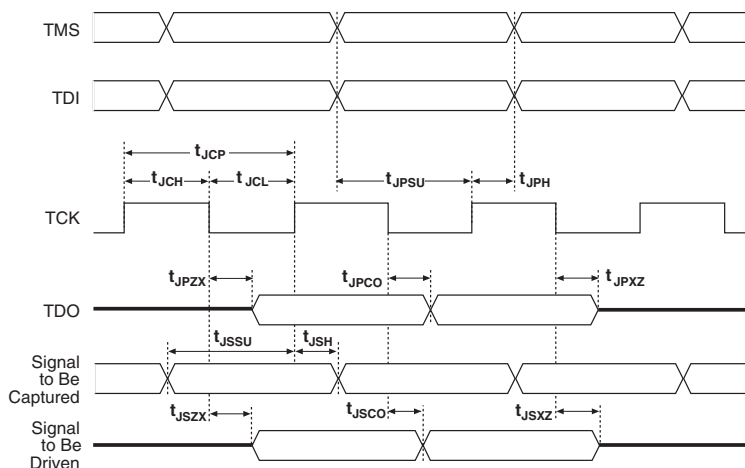 TMS
TDI
tJCP
tJCH tJCL tJPSU tJPH
TCK
tJPZX tJPCO tJPXZ
TDO
tJSSU tJSH
Signal
to Be
Captured
tJSZX tJSCO tJSXZ
Signal
to Be
Driven